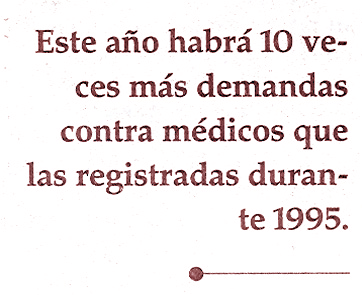 Este año habrá 10 ve-
ces más demandas
contra médicos que
las registradas duran-
te 1995.